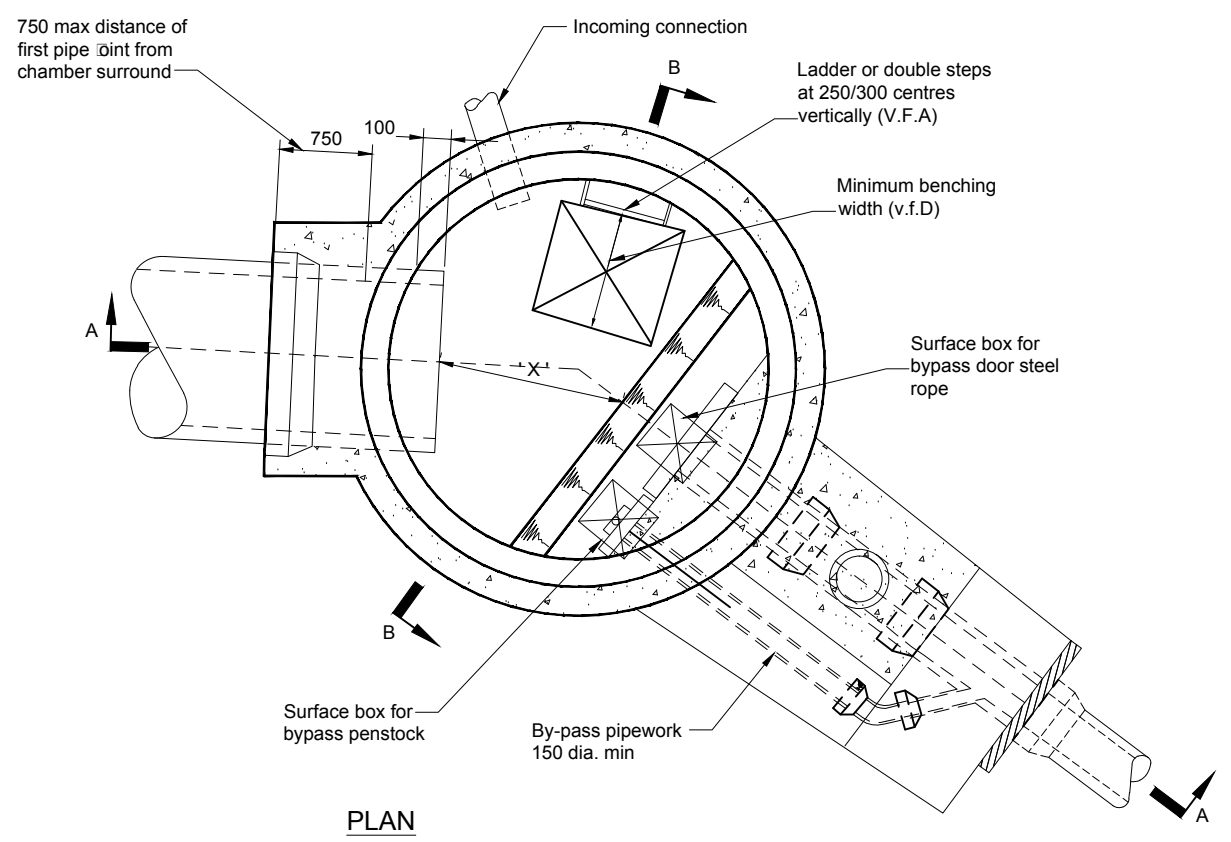 750 max distance of
first pipe joint from
chamber surround
Incoming connection
B
Ladder or double steps
at 250/300 centres
vertically (V.F.A)
750
100
Minimum benching
width (v.f.D)
A
X
Surface box for
bypass door steel
rope
B
Surface box for
bypass penstock
By-pass pipework
150 dia. min
A
PLAN